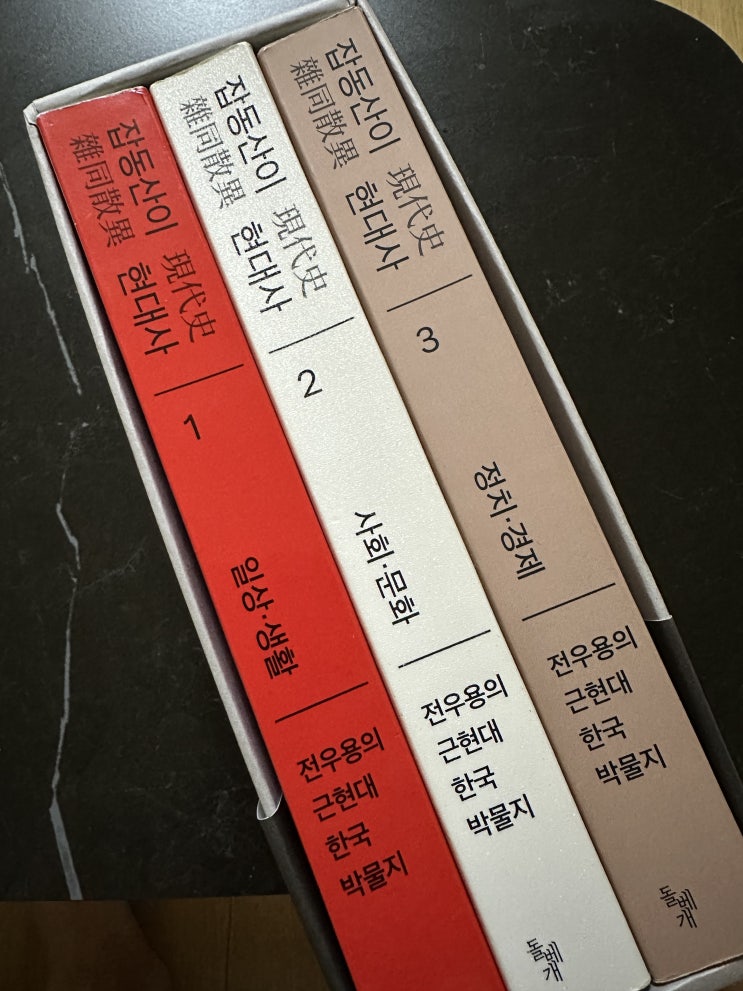 잡동산이
雜同散異
現代史
현대사
1
일상·생활
전우용의
근현대
한국
박물지
잡동산이
雜同散異
現代史
현대사
2
사회·문화
전우용의
근현대
한국
박물지
돌베개
잡동산이
雜同散異
現代史
현대사
3
정치·경제
전우용의
근현대
한국
박물지
돌베개